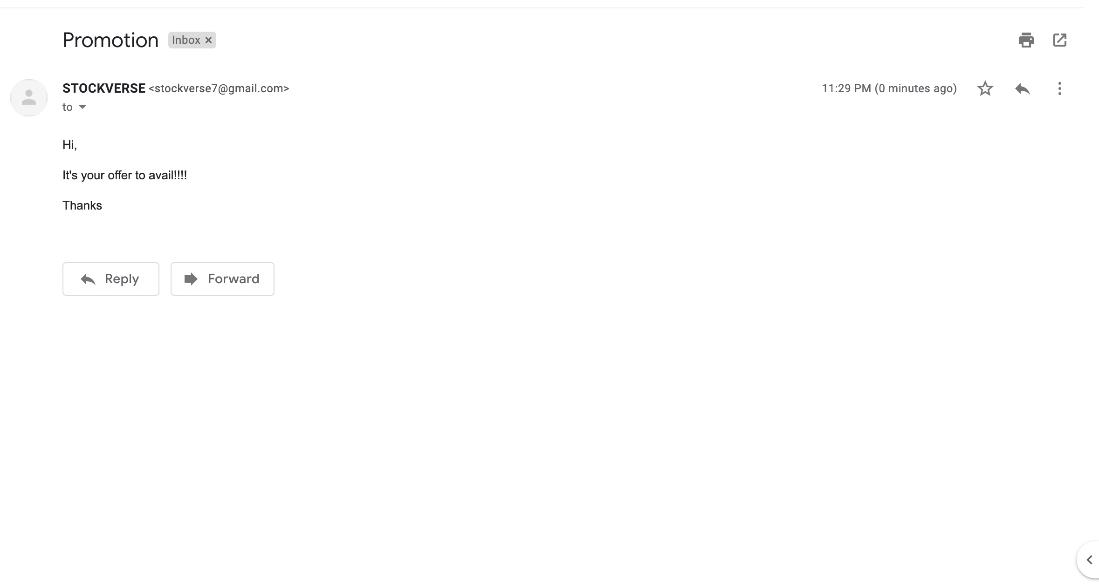 Promotion Inbox ×
STOCKVERSE <stockverse7@gmail.com> 11:29 PM (0 minutes ago)
to
Hi,
It's your offer to avail!!!!
Thanks
Reply Forward